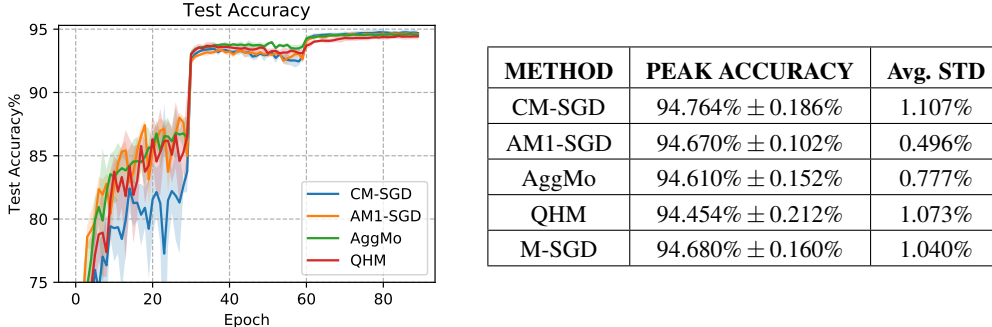 Test Accuracy
95
90
85
80
75
Test Accuracy%
0 20 40 60 80
Epoch
CM-SGD
AM1-SGD
AggMo
QHM
METHOD PEAK ACCURACY Avg. STD
CM-SGD 94.764% ± 0.186% 1.107%
AM1-SGD 94.670% ± 0.102% 0.496%
AggMo 94.610% ± 0.152% 0.777%
QHM 94.454% ± 0.212% 1.073%
M-SGD 94.680% ± 0.160% 1.040%